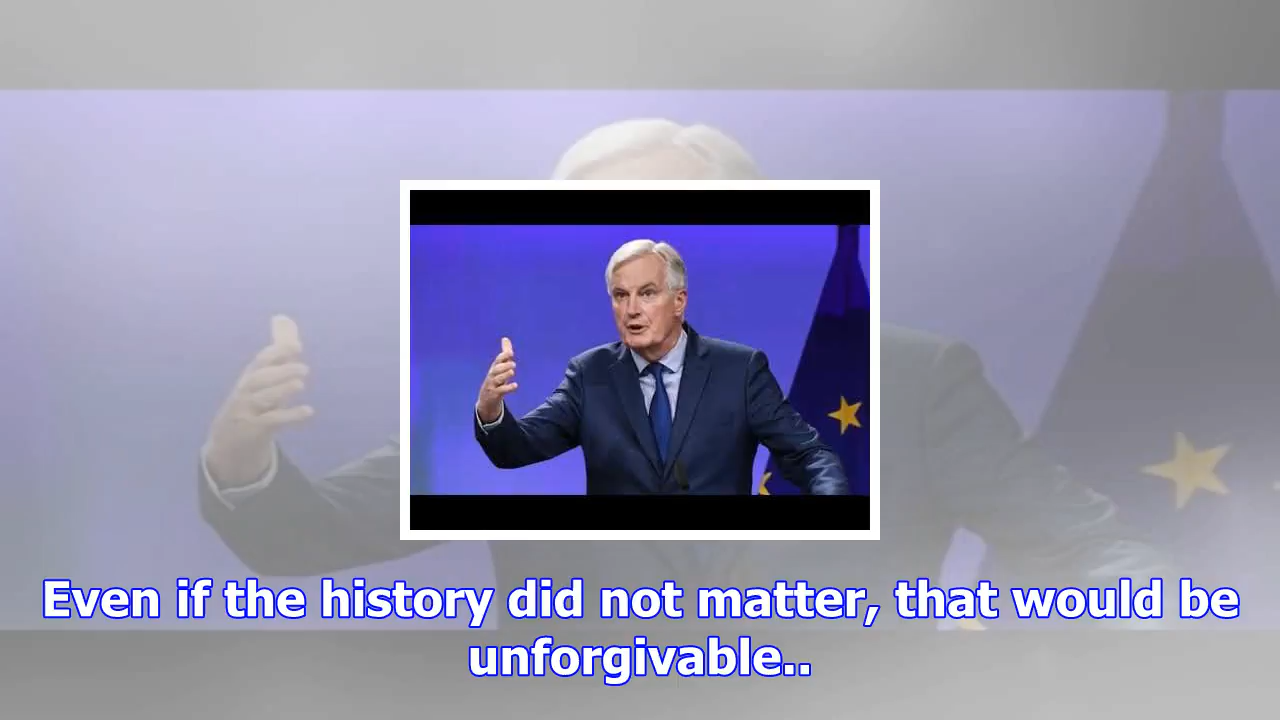 Even if the history did not matter, that would be
unforgivable..